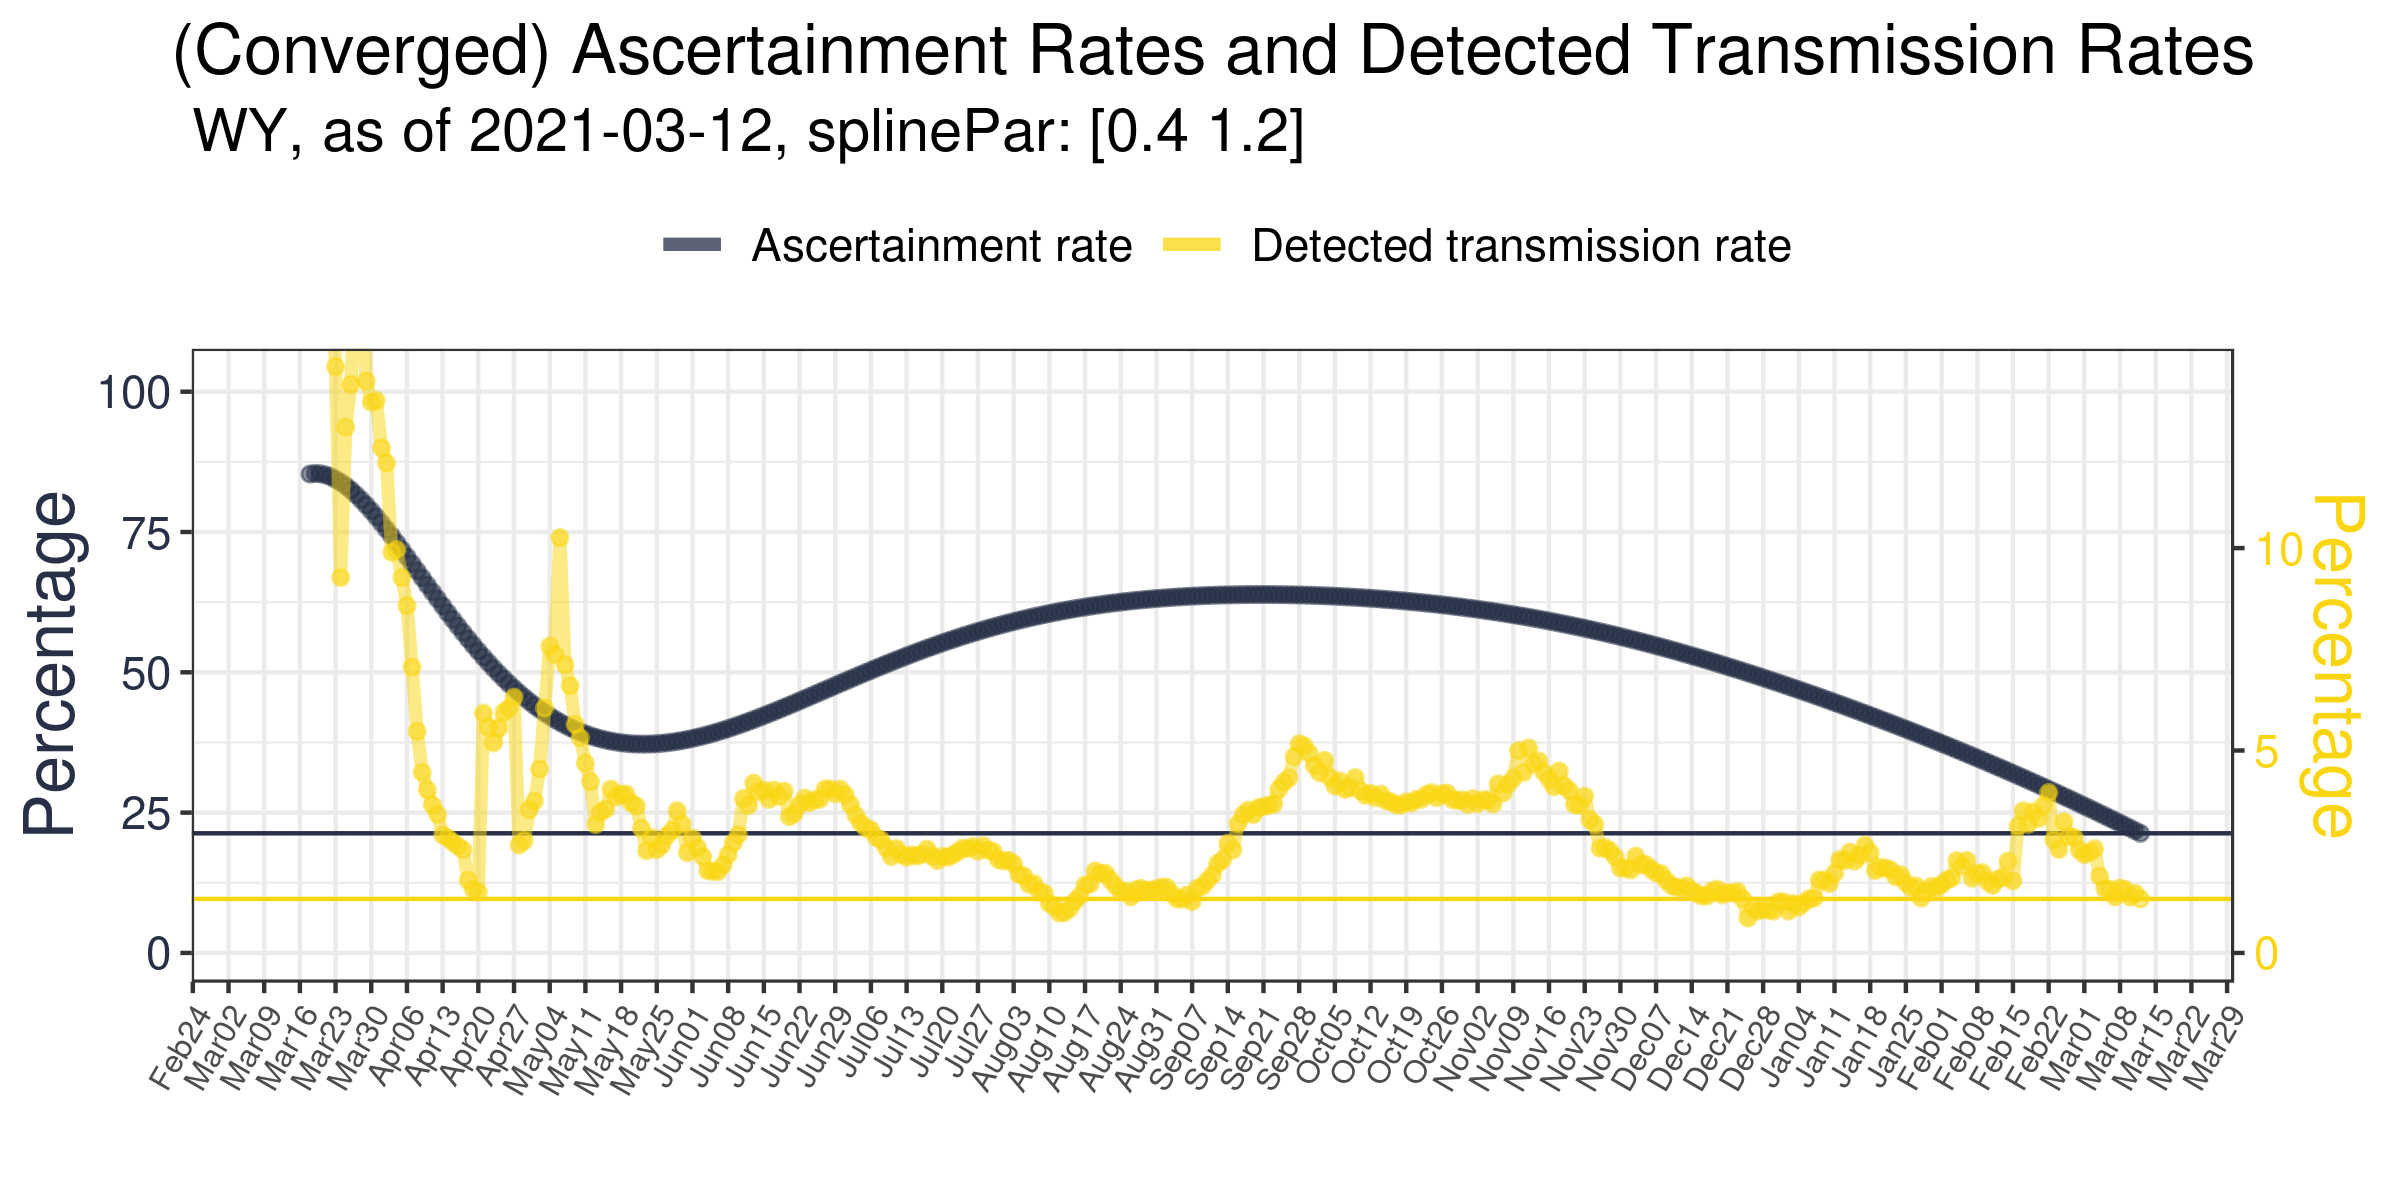 (Converged) Ascertainment Rates and Detected Transmission Rates
WY, as of 2021-03-12, splinePar: [0.4 1.2]
Ascertainment rate
Detected transmission rate
Percentage
100
75
50
25
0
10
5
0
Percentage
Feb24
Mar02
Mar09
Mar16
Mar23
Mar30
Apr06
Apr13
Apr20
Apr27
May04
May11
May18
May25
Jun01
Jun08
Jun15
Jun22
Jun29
Jul06
Jul13
Jul20
Jul27
Aug03
Aug10
Aug17
Aug24
Aug31
Sep07
Sep14
Sep21
Sep28
Oct05
Oct12
Oct19
Oct26
Nov02
Nov09
Nov16
Nov23
Nov30
Dec07
Dec14
Dec21
Dec28
Jan04
Jan11
Jan18
Jan25
Feb01
Feb08
Feb15
Feb22
Mar01
Mar08
Mar15
Mar22
Mar29